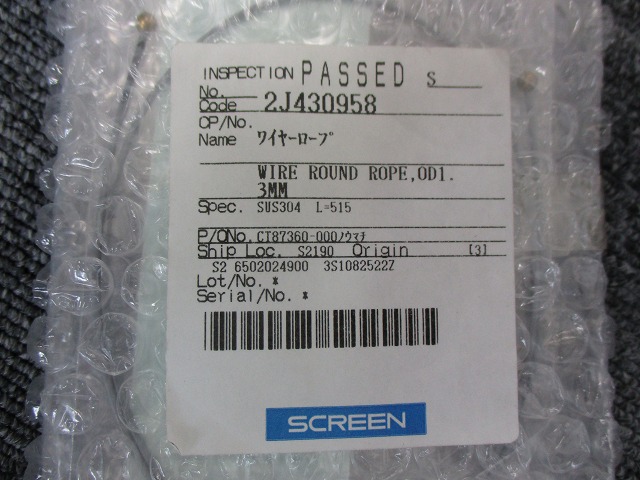 INSPECTION PASSED S
No.
Code 2J430958
CP/No.
Name ワイヤーロープ
WIRE ROUND ROPE,OD1.
3MM
Spec. SUS304 L=515
P/ONo. CT87360-000ノウマチ
Ship Loc. S2190 Origin [3]
S2 6502024900 3S1082522Z
Lot/No. *
Serial/No. *
SCREEN